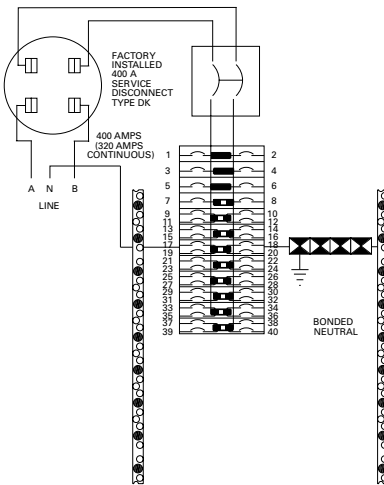 FACTORY
INSTALLED
400 A
SERVICE
DISCONNECT
TYPE DK
400 AMPS
(320 AMPS
CONTINUOUS)
A N B
LINE
1 2
3 4
5 6
7 8
9 10
11 12
13 14
15 16
17 18
19 20
21 22
23 24
25 26
27 28
29 30
31 32
33 34
35 36
37 38
39 40
BONDED
NEUTRAL